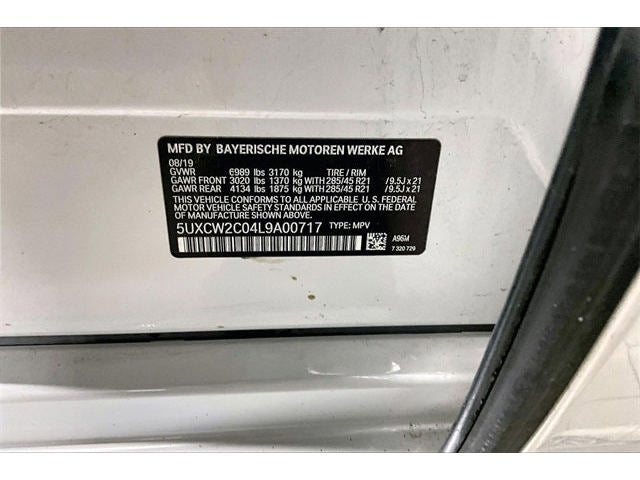 MFD BY BAYERISCHE MOTOREN WERKE AG
08/19
GVWR 6989 lbs 3170 kg TIRE / RIM
GAWR FRONT 3020 lbs 1370 kg WITH 285/45 R21 /9.5J x 21
GAWR REAR 4134 lbs 1875 kg WITH 285/45 R21 /9.5J x 21
THIS VEHICLE CONFORMS TO ALL APPLICABLE U. S. FEDERAL
MOTOR VEHICLE SAFETY STANDARDS IN EFFECT ON THE
DATE OF MANUFACTURE SHOWN ABOVE.
5UXCW2C04L9A00717 TYPE: MPV
A96M
7 320 729